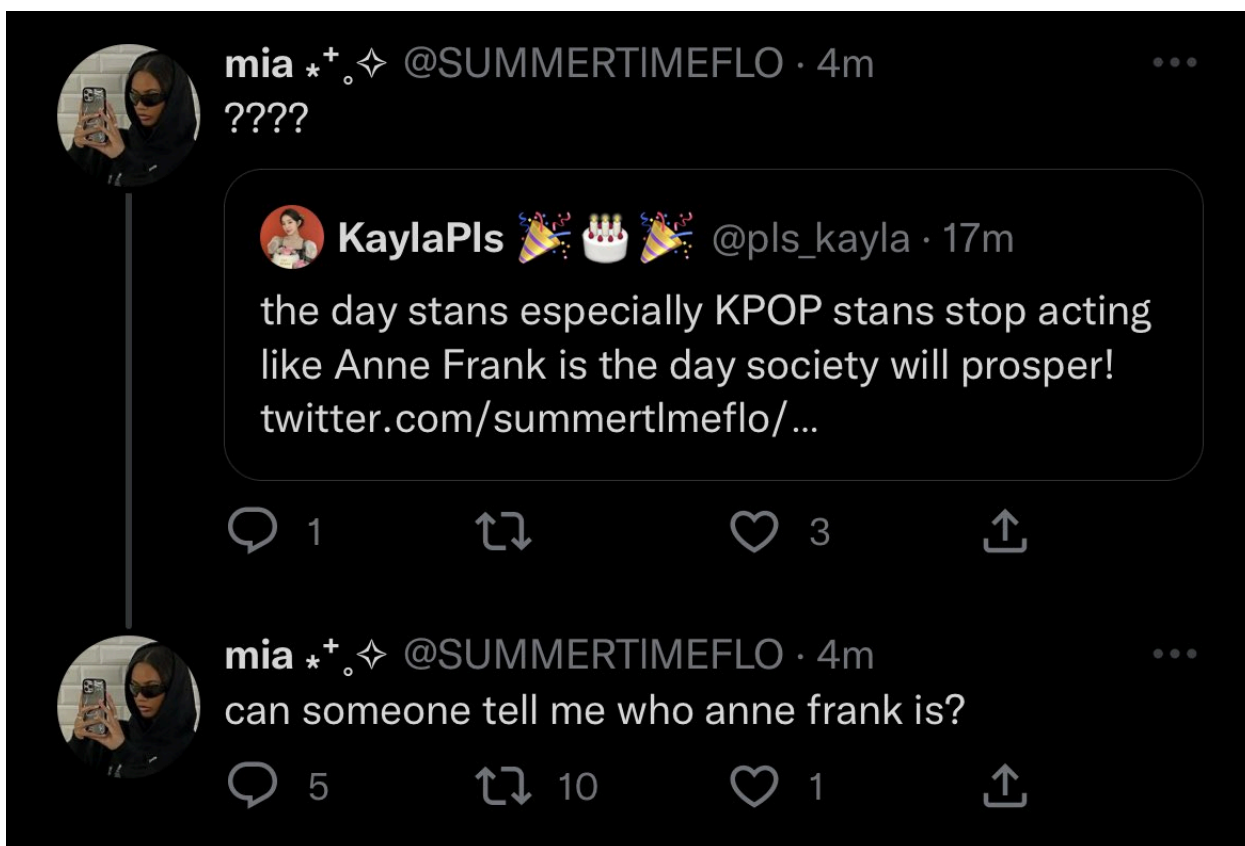 mia ⋆⁺₊✧ @SUMMERTIMEFLO · 4m
????
KaylaPls 🎉🎂🎉 @pls_kayla · 17m
the day stans especially KPOP stans stop acting
like Anne Frank is the day society will prosper!
twitter.com/summertlmeflo/...
1 3
mia ⋆⁺₊✧ @SUMMERTIMEFLO · 4m
can someone tell me who anne frank is?
5 10 1